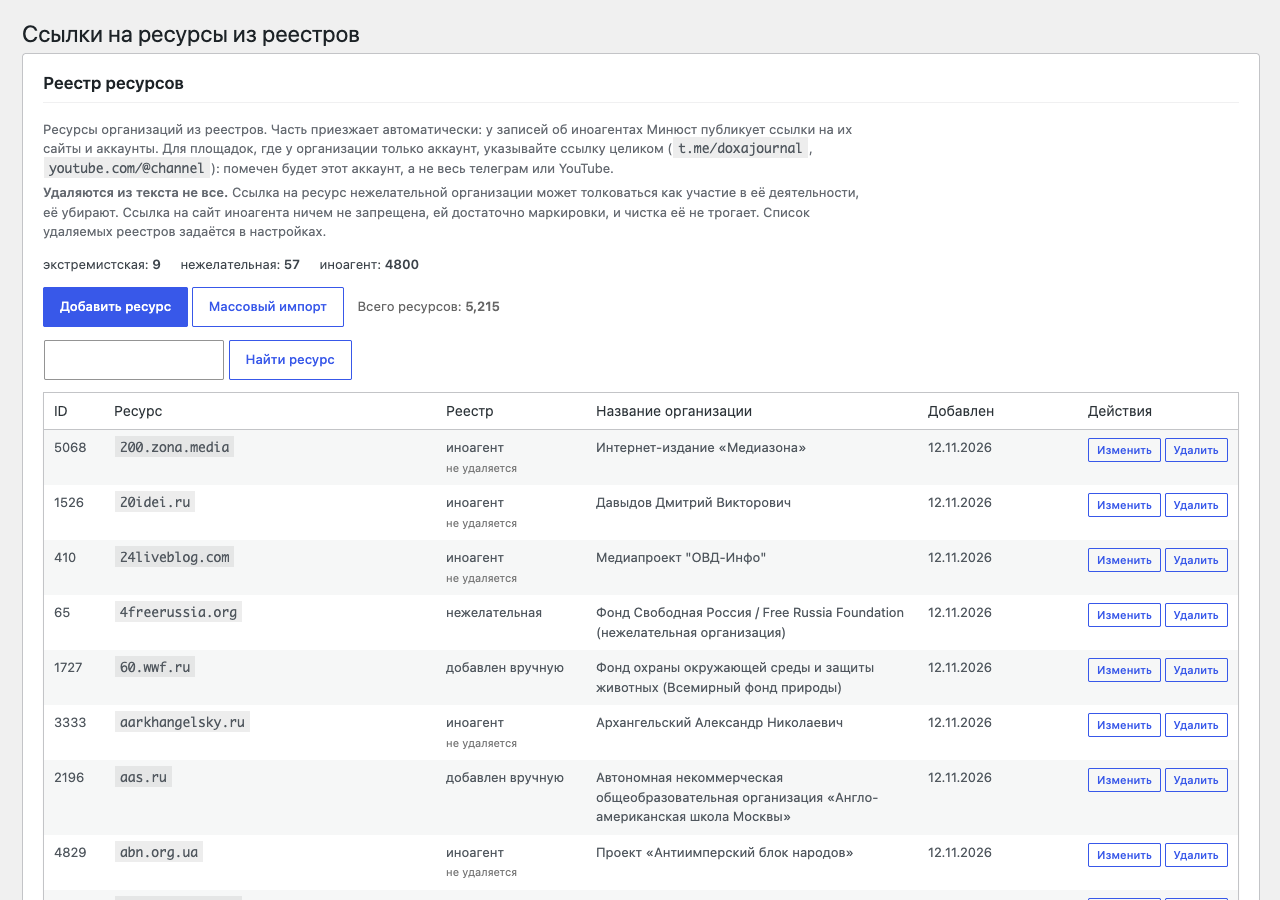 Ссылки на ресурсы из реестров
Реестр ресурсов
Ресурсы организаций из реестров. Часть приезжает автоматически: у записей об иноагентах Минюст публикует ссылки на их
сайты и аккаунты. Для площадок, где у организации только аккаунт, указывайте ссылку целиком ( t.me/doxajournal ,
youtube.com/@channel ): помечен будет этот аккаунт, а не весь телеграм или YouTube.
Удаляются из текста не все. Ссылка на ресурс нежелательной организации может толковаться как участие в её деятельности,
её убирают. Ссылка на сайт иноагента ничем не запрещена, ей достаточно маркировки, и чистка её не трогает. Список
удаляемых реестров задаётся в настройках.
экстремистская: 9 нежелательная: 57 иноагент: 4800
Добавить ресурс Массовый импорт Всего ресурсов: 5,215
Найти ресурс
ID Ресурс Реестр Название организации Добавлен Действия
5068 200.zona.media иноагент Интернет-издание «Медиазона» 12.11.2026 Изменить Удалить
не удаляется
1526 20idei.ru иноагент Давыдов Дмитрий Викторович 12.11.2026 Изменить Удалить
не удаляется
410 24liveblog.com иноагент Медиапроект "ОВД-Инфо" 12.11.2026 Изменить Удалить
не удаляется
65 4freerussia.org нежелательная Фонд Свободная Россия / Free Russia Foundation 12.11.2026 Изменить Удалить
(нежелательная организация)
1727 60.wwf.ru добавлен вручную Фонд охраны окружающей среды и защиты 12.11.2026 Изменить Удалить
животных (Всемирный фонд природы)
3333 aarkhangelsky.ru иноагент Архангельский Александр Николаевич 12.11.2026 Изменить Удалить
не удаляется
2196 aas.ru добавлен вручную Автономная некоммерческая 12.11.2026 Изменить Удалить
общеобразовательная организация «Англо-
американская школа Москвы»
4829 abn.org.ua иноагент Проект «Антиимперский блок народов» 12.11.2026 Изменить Удалить
не удаляется